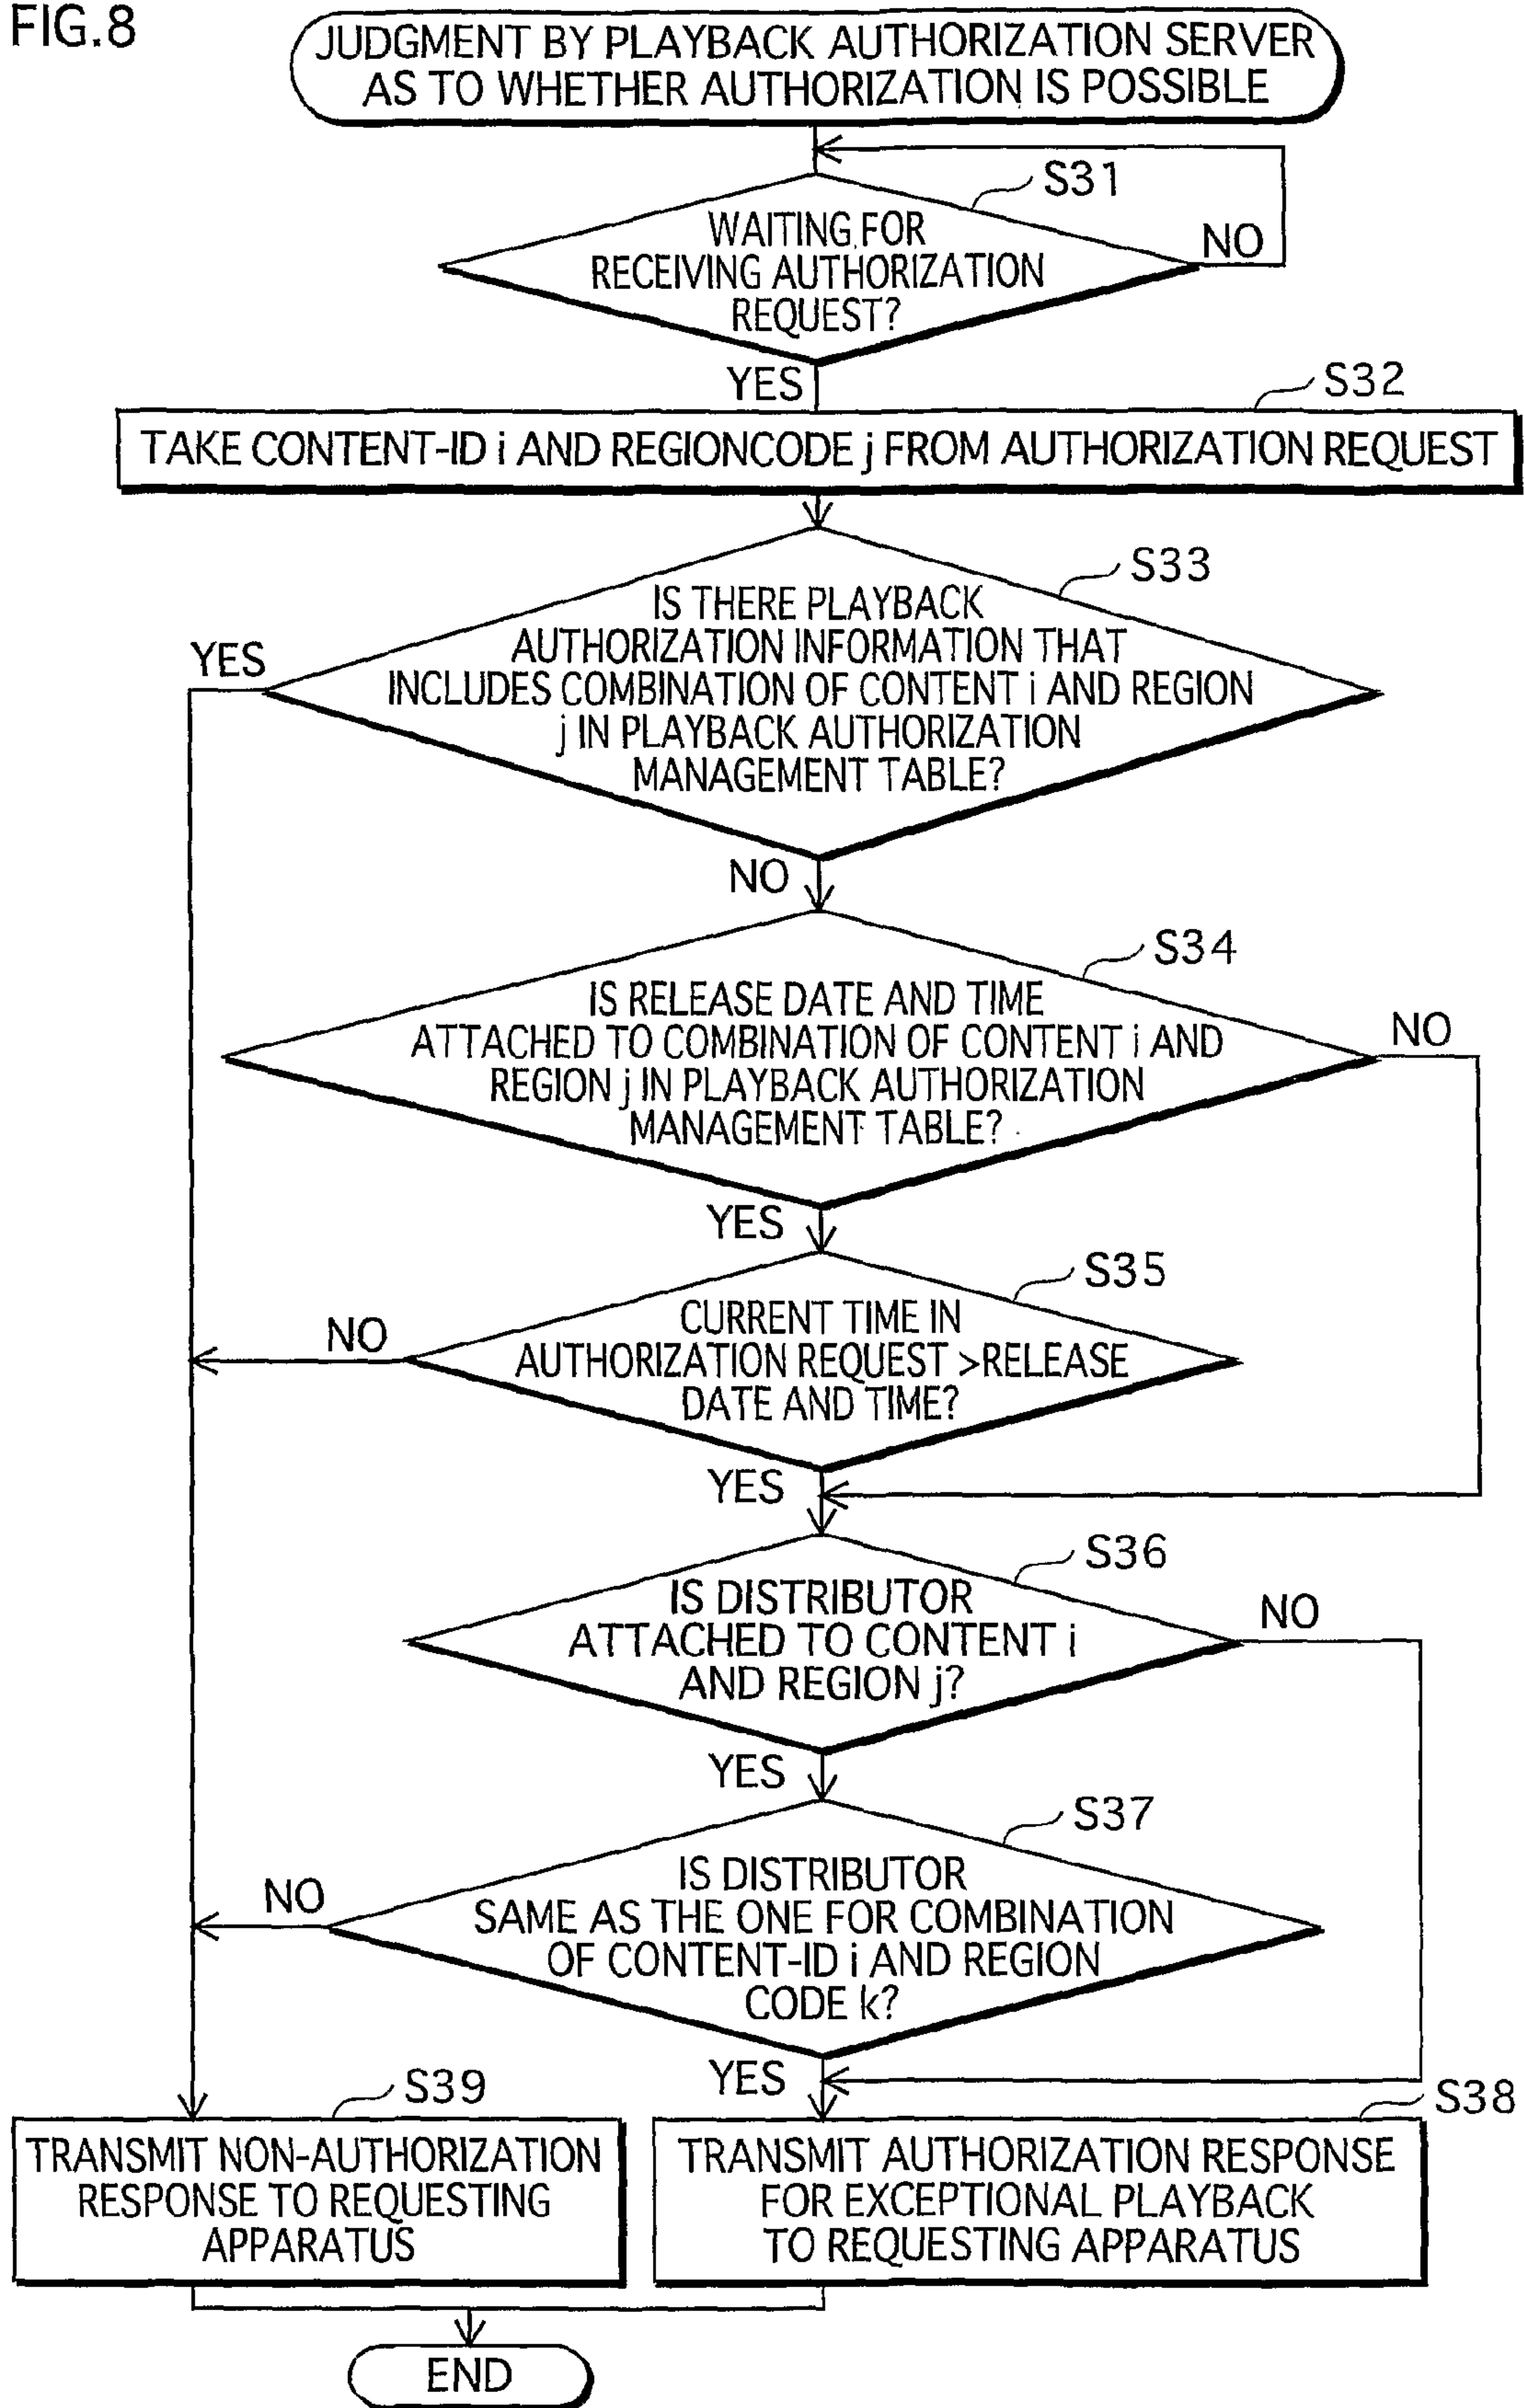 FIG.8
JUDGMENT BY PLAYBACK AUTHORIZATION SERVER
AS TO WHETHER AUTHORIZATION IS POSSIBLE
S31
WAITING FOR
RECEIVING AUTHORIZATION
REQUEST?
NO
YES
S32
TAKE CONTENT-ID i AND REGIONCODE j FROM AUTHORIZATION REQUEST
S33
IS THERE PLAYBACK
AUTHORIZATION INFORMATION THAT
INCLUDES COMBINATION OF CONTENT i AND REGION
j IN PLAYBACK AUTHORIZATION
MANAGEMENT TABLE?
YES
NO
S34
IS RELEASE DATE AND TIME
ATTACHED TO COMBINATION OF CONTENT i AND
REGION j IN PLAYBACK AUTHORIZATION
MANAGEMENT TABLE?
NO
YES
S35
CURRENT TIME IN
AUTHORIZATION REQUEST >RELEASE
DATE AND TIME?
NO
YES
S36
IS DISTRIBUTOR
ATTACHED TO CONTENT i
AND REGION j?
NO
YES
S37
IS DISTRIBUTOR
SAME AS THE ONE FOR COMBINATION
OF CONTENT-ID i AND REGION
CODE k?
NO
YES
S39
TRANSMIT NON-AUTHORIZATION
RESPONSE TO REQUESTING
APPARATUS
S38
TRANSMIT AUTHORIZATION RESPONSE
FOR EXCEPTIONAL PLAYBACK
TO REQUESTING APPARATUS
END